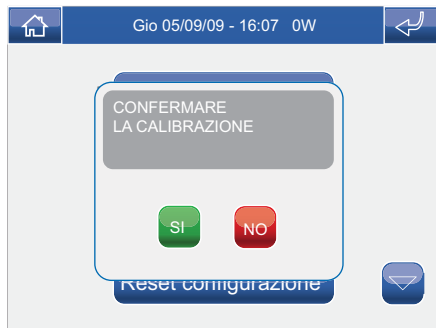 Gio 05/09/09 - 16:07 0W
CONFERMARE
LA CALIBRAZIONE
SI NO
Reset configurazione